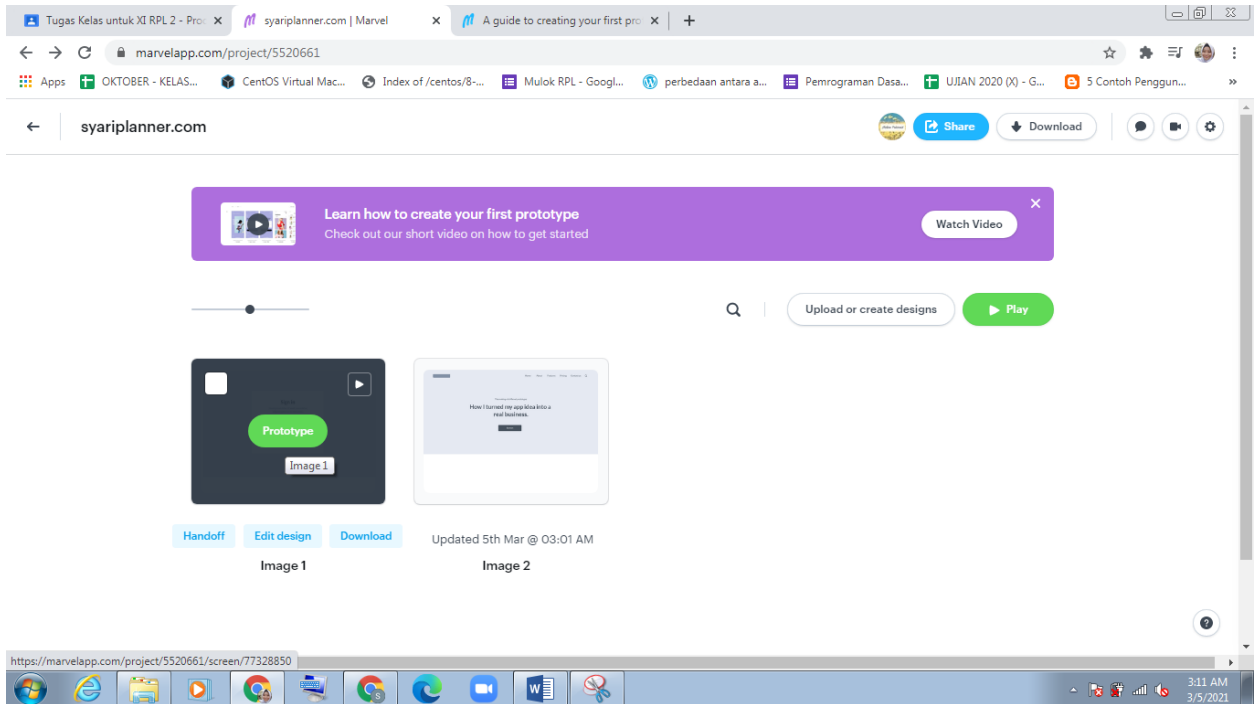 Tugas Kelas untuk XI RPL 2 - Pro
syariplanner.com | Marvel
A guide to creating your first pro
marvelapp.com/project/5520661
Apps
OKTOBER - KELAS...
CentOS Virtual Mac...
Index of /centos/8-...
Mulok RPL - Googl...
perbedaan antara a...
Pemrograman Dasa...
UJIAN 2020 (X) - G...
5 Contoh Penggun...
syariplanner.com
Share
Download
Learn how to create your first prototype
Check out our short video on how to get started
Watch Video
Upload or create designs
Play
Prototype
Image 1
How I turned my app idea into a
real business.
Handoff
Edit design
Download
Updated 5th Mar @ 03:01 AM
Image 1
Image 2
https://marvelapp.com/project/5520661/screen/77328850
3:11 AM
3/5/2021